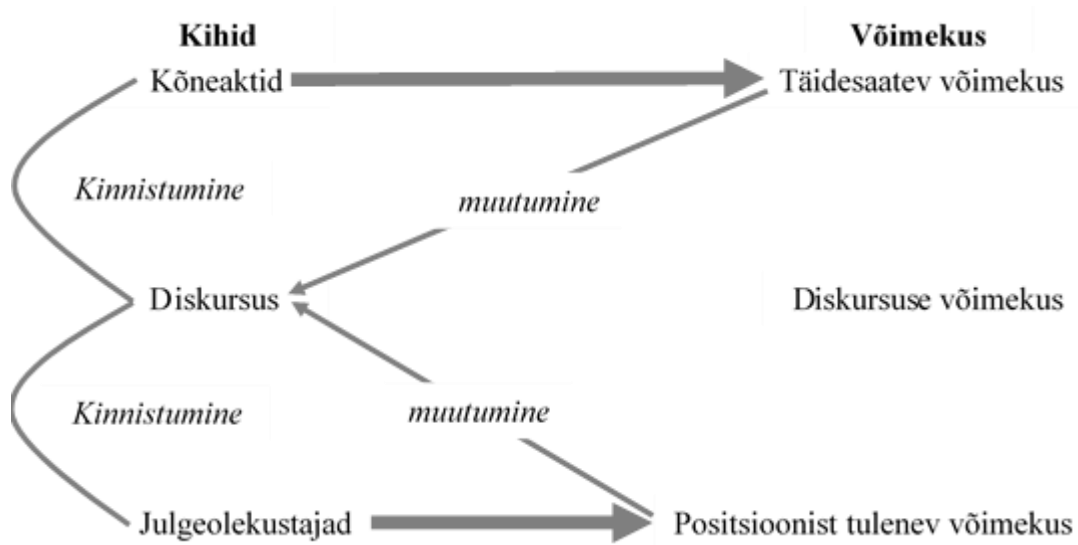 Kihid Võimekus
Kõneaktid Täidesaatev võimekus
Kinnistumine muutumine
Diskursus Diskursuse võimekus
Kinnistumine muutumine
Julgeolekustajad Positsioonist tulenev võimekus